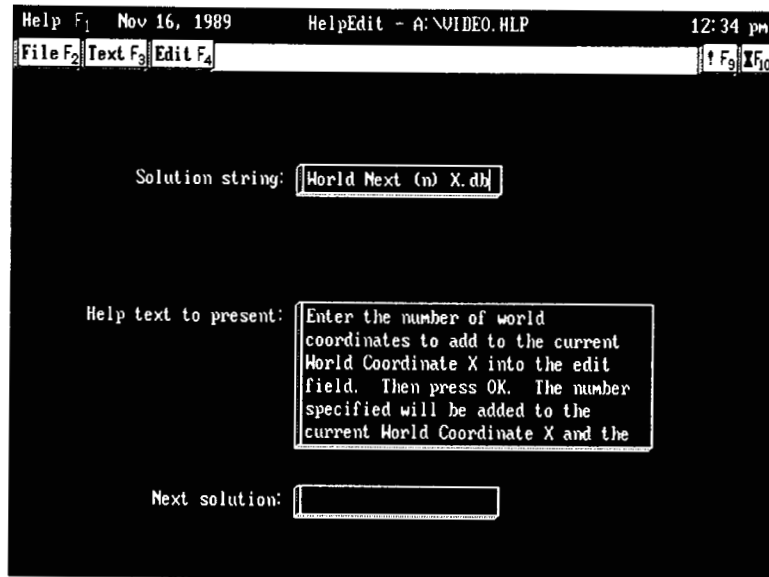 Help F1 Nov 16, 1989 HelpEdit - A:\VIDEO.HLP 12:34 pm
File F2 Text F3 Edit F4 ! F9 XF10
Solution string: World Next (n) X.db
Help text to present: Enter the number of world
coordinates to add to the current
World Coordinate X into the edit
field. Then press OK. The number
specified will be added to the
current World Coordinate X and the
Next solution: